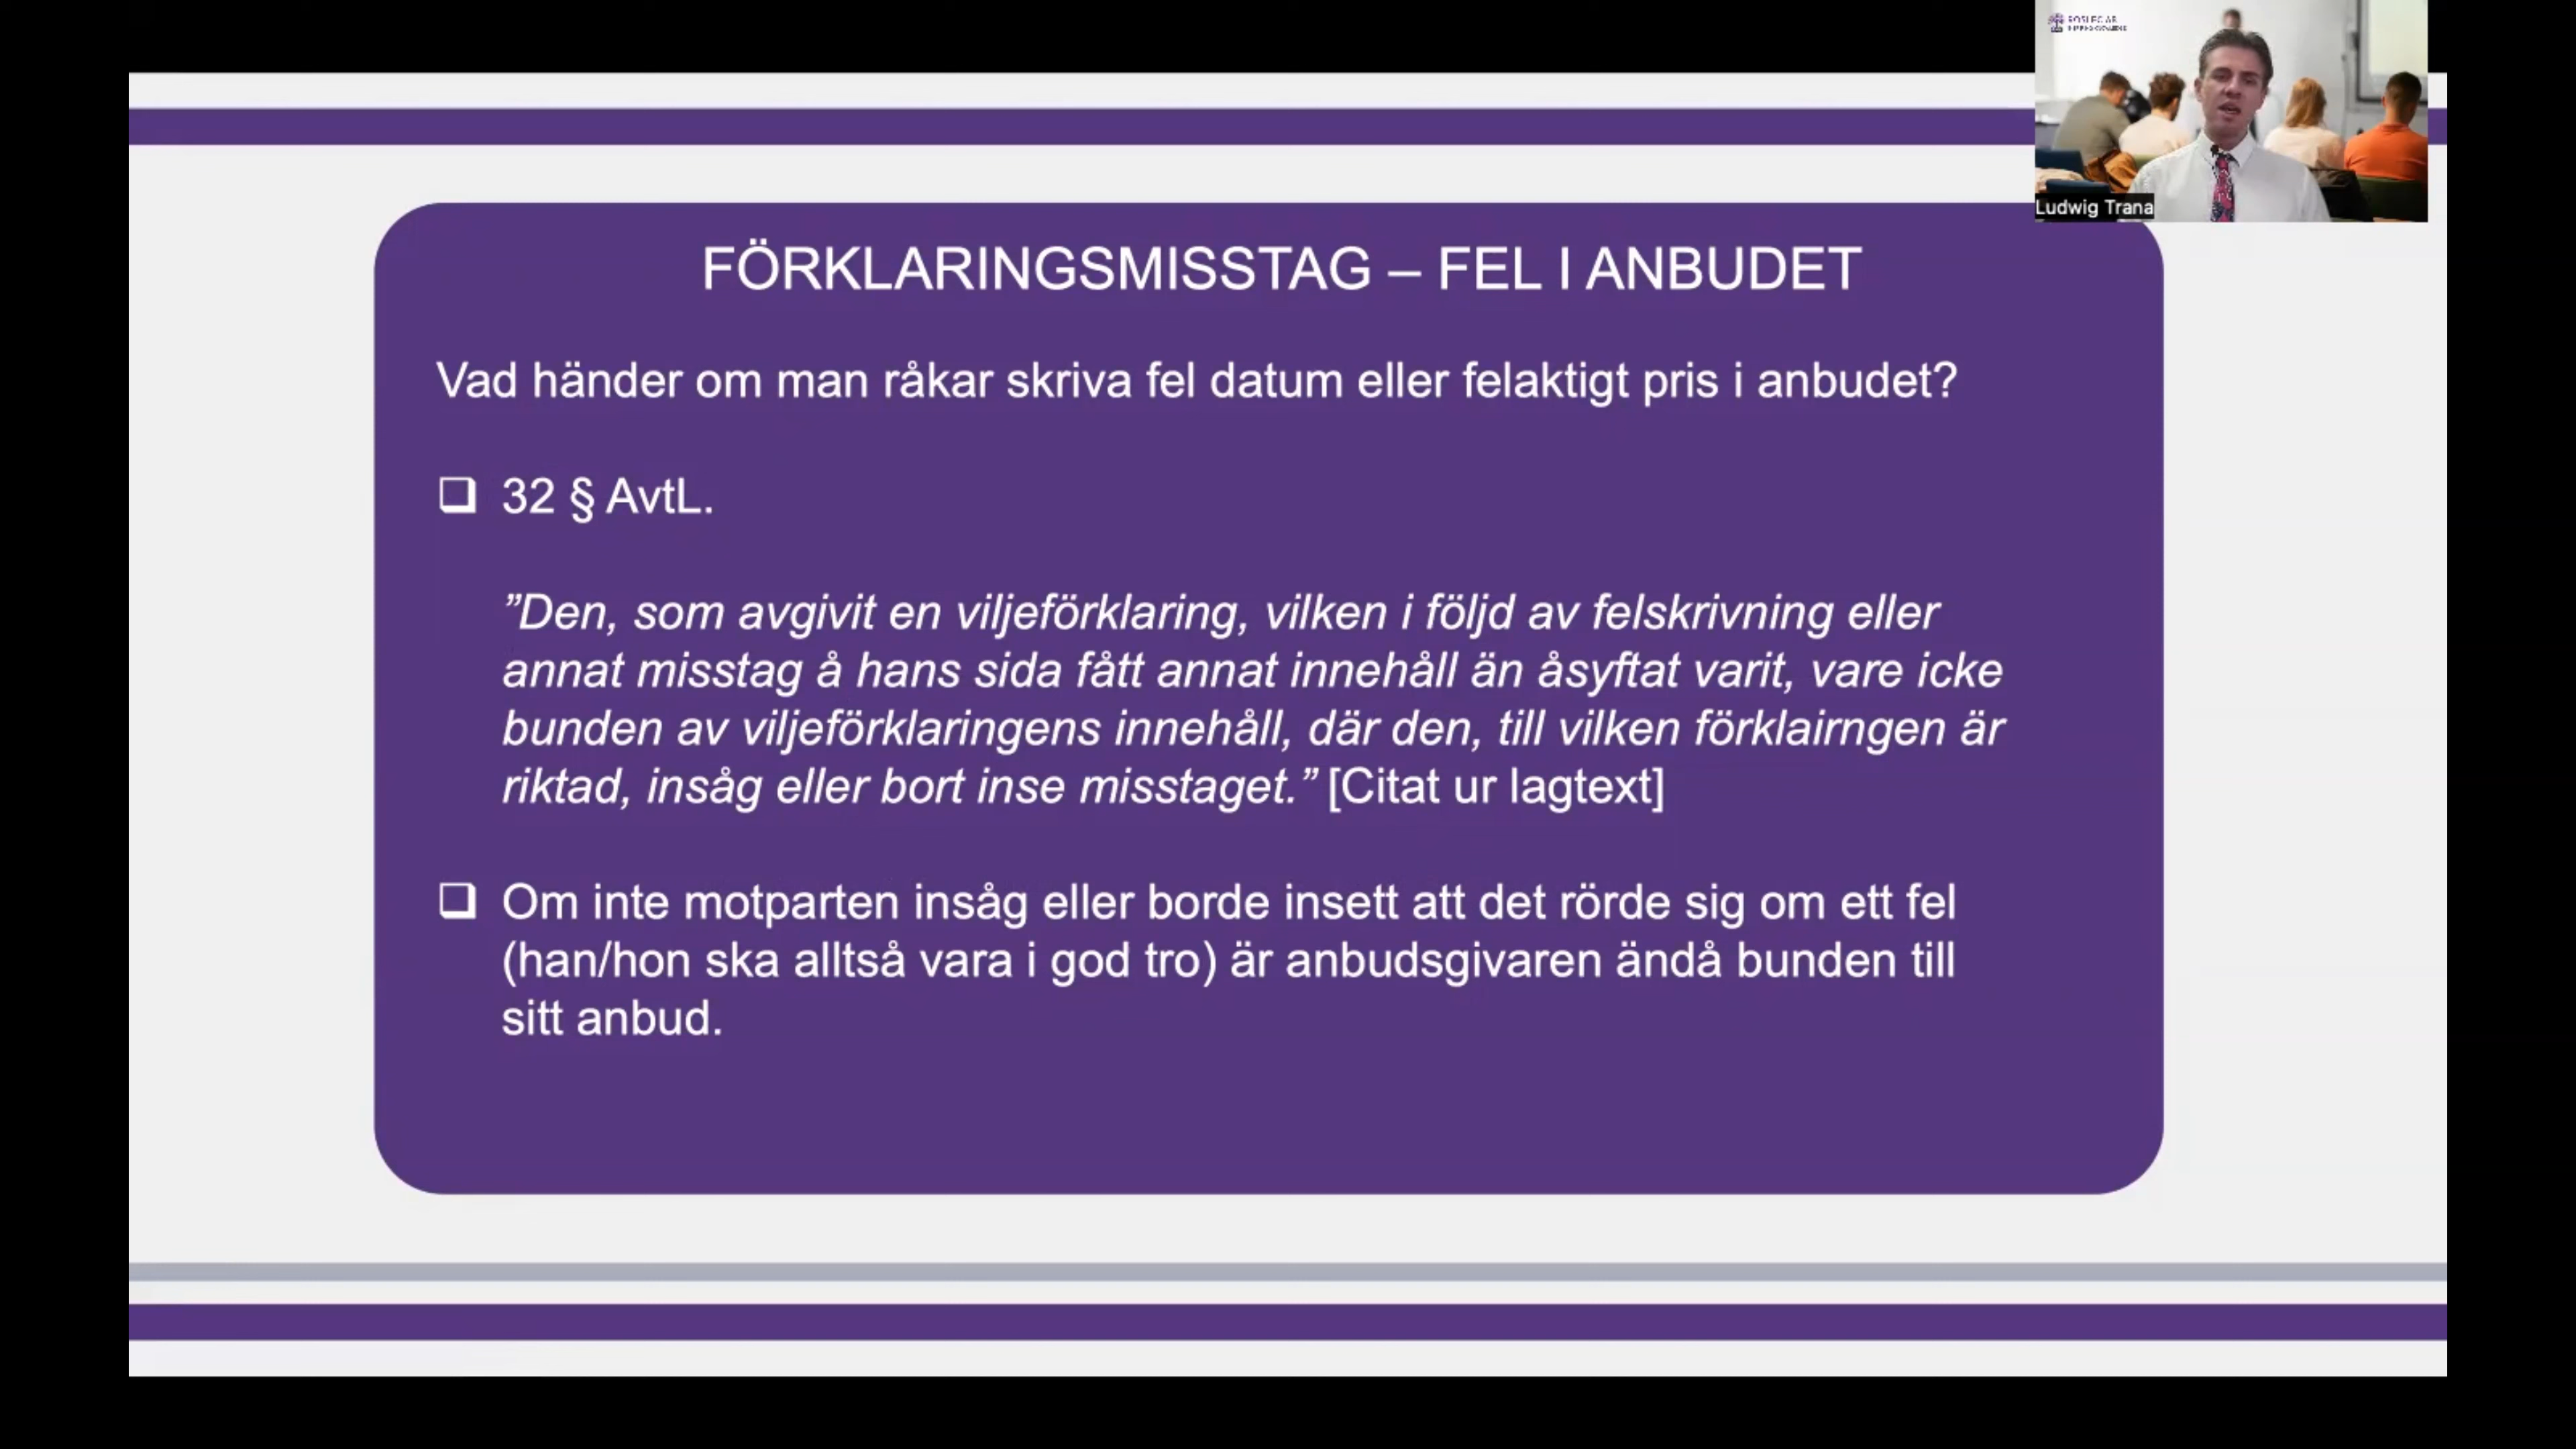 ROSLEC AB
Ludwig Trana
FÖRKLARINGSMISSTAG – FEL I ANBUDET
Vad händer om man råkar skriva fel datum eller felaktigt pris i anbudet?
❑ 32 § AvtL.
”Den, som avgivit en viljeförklaring, vilken i följd av felskrivning eller
annat misstag å hans sida fått annat innehåll än åsyftat varit, vare icke
bunden av viljeförklaringens innehåll, där den, till vilken förklairngen är
riktad, insåg eller bort inse misstaget.” [Citat ur lagtext]
❑ Om inte motparten insåg eller borde insett att det rörde sig om ett fel
(han/hon ska alltså vara i god tro) är anbudsgivaren ändå bunden till
sitt anbud.